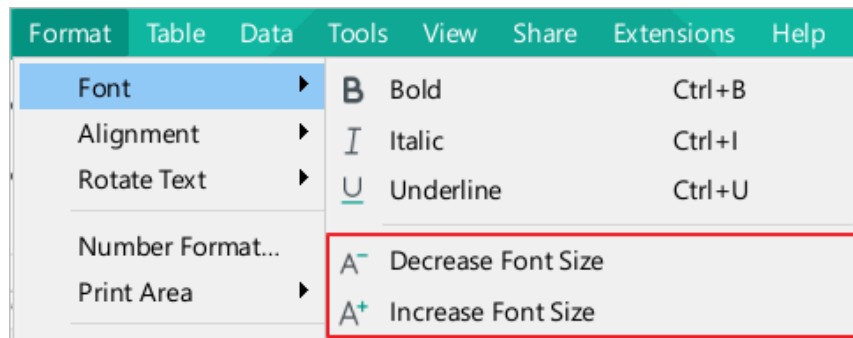 Format Table Data Tools View Share Extensions Help
Font
Alignment
Rotate Text
Number Format...
Print Area
B Bold Ctrl+B
I Italic Ctrl+I
U Underline Ctrl+U
A- Decrease Font Size
A+ Increase Font Size